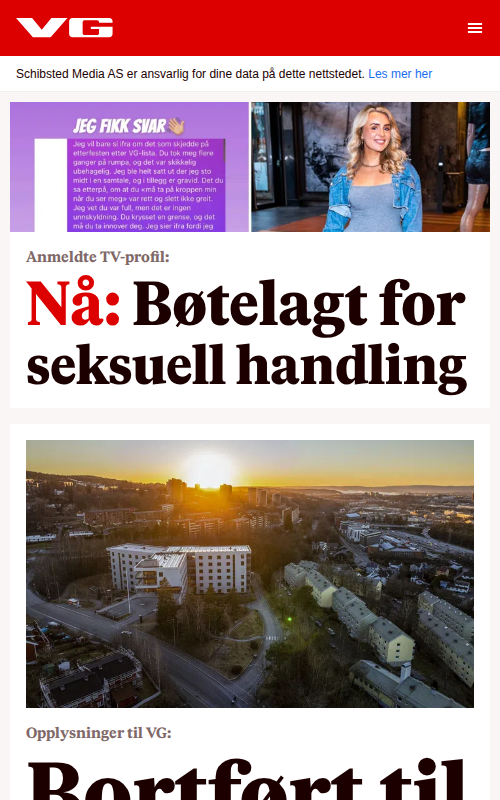 VG
Schibsted Media AS er ansvarlig for dine data på dette nettstedet. Les mer her
JEG FIKK SVAR 👋🏼
Jeg vil bare si ifra om det som skjedde på
etterfesten etter VG-lista. Du tok meg flere
ganger på rumpa, og det var skikkelig
ubehagelig. Jeg ble helt satt ut der jeg sto
midt i en samtale, og i tillegg er gravid. Det du
sa etterpå, om at du «må ta på kroppen min
når du ser meg» var rett og slett ikke greit.
Jeg vet du var full, men det er ingen
unnskyldning. Du krysset en grense, og det
må du ta innover deg. Jeg sier ifra fordi jeg
Anmeldte TV-profil:
Nå: Bøtelagt for
seksuell handling
Opplysninger til VG:
Bortført til